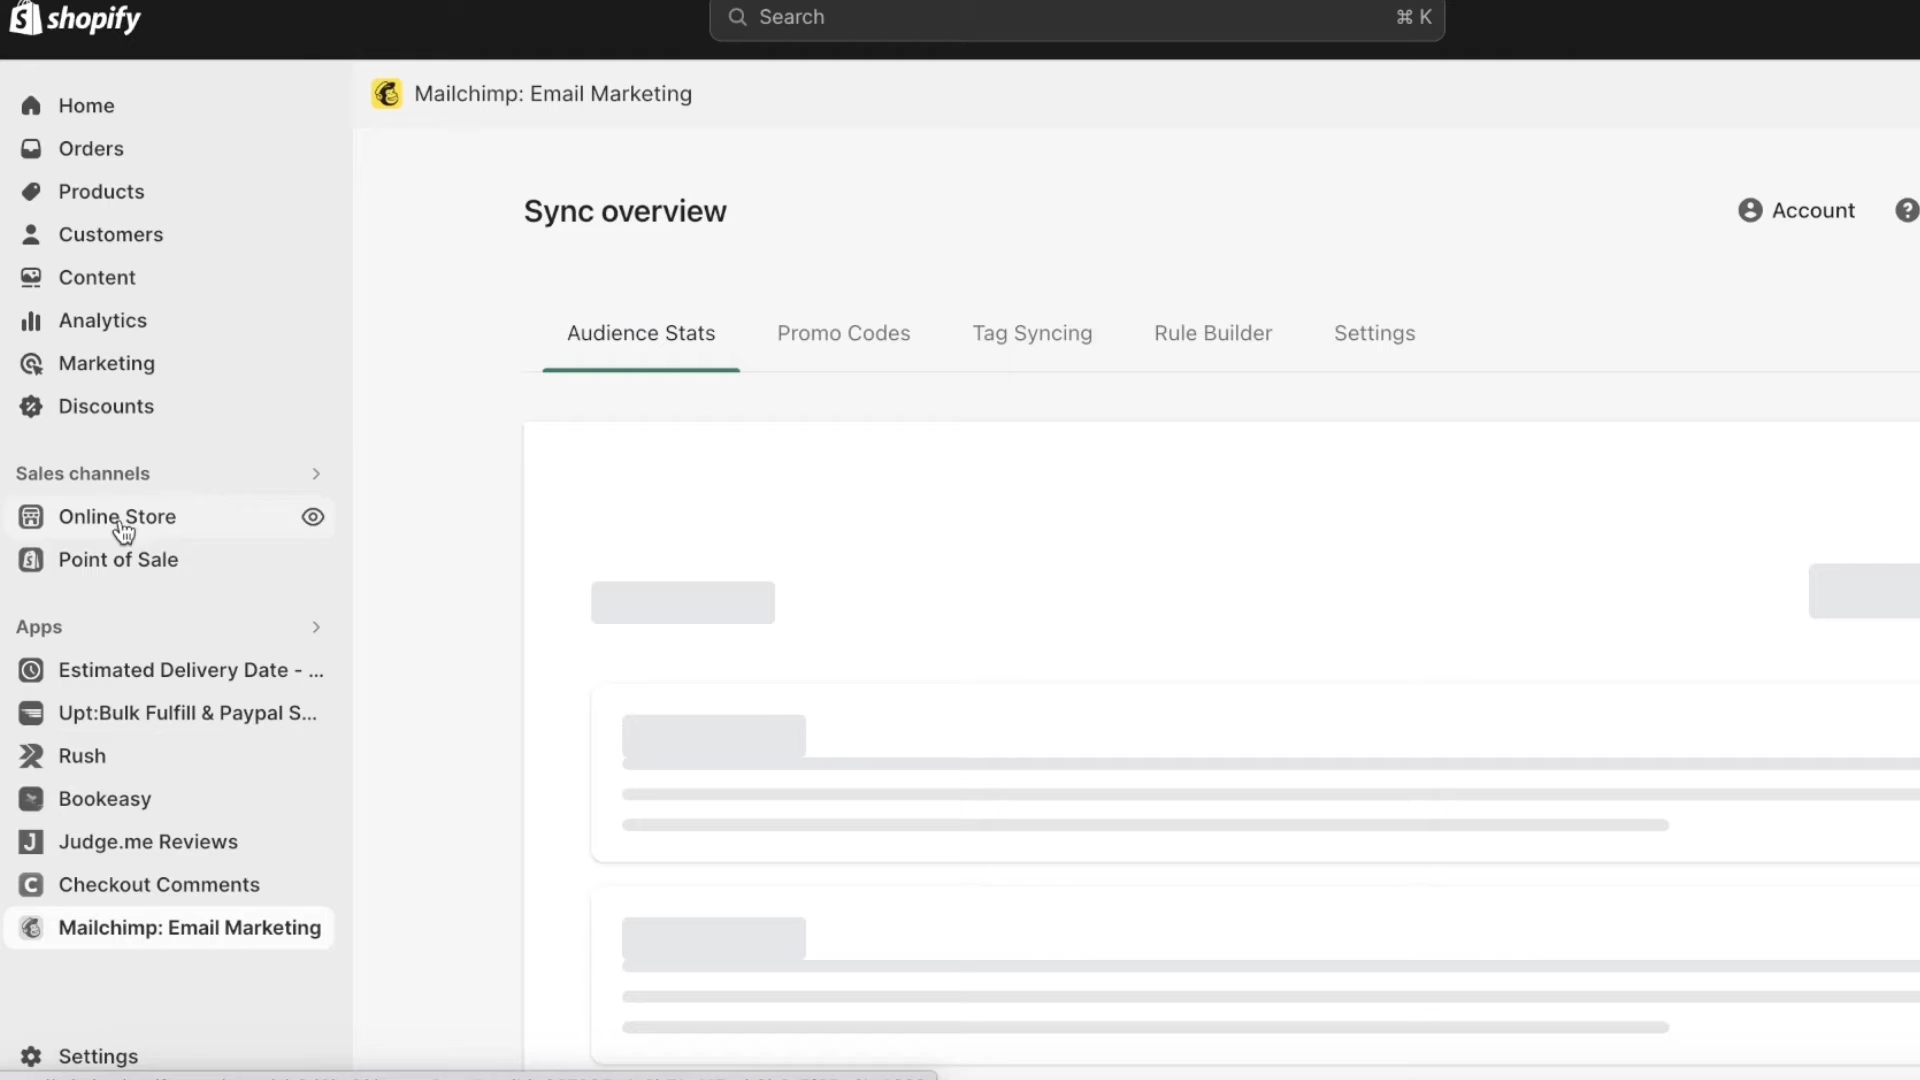 shopify
Search
⌘ K
Home
Orders
Products
Customers
Content
Analytics
Marketing
Discounts
Sales channels
Online Store
Point of Sale
Apps
Estimated Delivery Date - ...
Upt:Bulk Fulfill & Paypal S...
Rush
Bookeasy
Judge.me Reviews
Checkout Comments
Mailchimp: Email Marketing
Settings
Mailchimp: Email Marketing
Sync overview
Account
Audience Stats
Promo Codes
Tag Syncing
Rule Builder
Settings